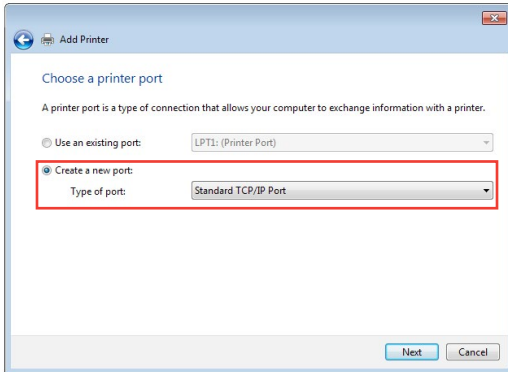 Add Printer
Choose a printer port
A printer port is a type of connection that allows your computer to exchange information with a printer.
Use an existing port: LPT1: (Printer Port)
Create a new port:
Type of port: Standard TCP/IP Port
Next Cancel